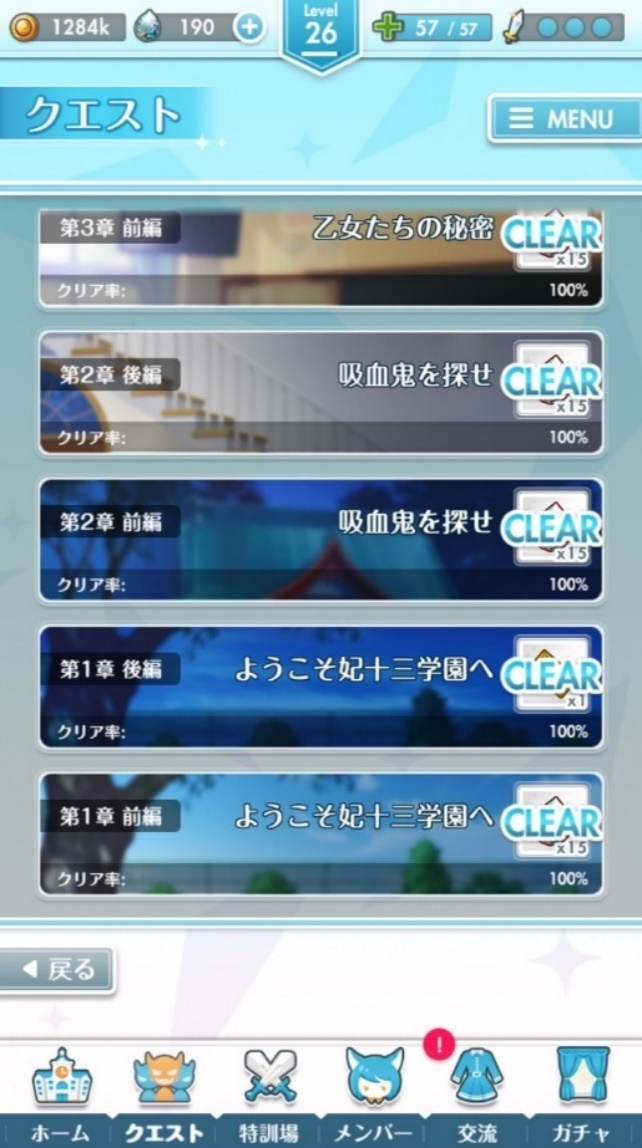 1284k
190
Level
26
57 / 57
クエスト
MENU
第3章 前編
乙女たちの秘密
CLEAR
x15
クリア率:
100%
第2章 後編
吸血鬼を探せ
CLEAR
x15
クリア率:
100%
第2章 前編
吸血鬼を探せ
CLEAR
x15
クリア率:
100%
第1章 後編
ようこそ妃十三学園へ
CLEAR
x1
クリア率:
100%
第1章 前編
ようこそ妃十三学園へ
CLEAR
x15
クリア率:
100%
戻る
!
ホーム
クエスト
特訓場
メンバー
交流
ガチャ